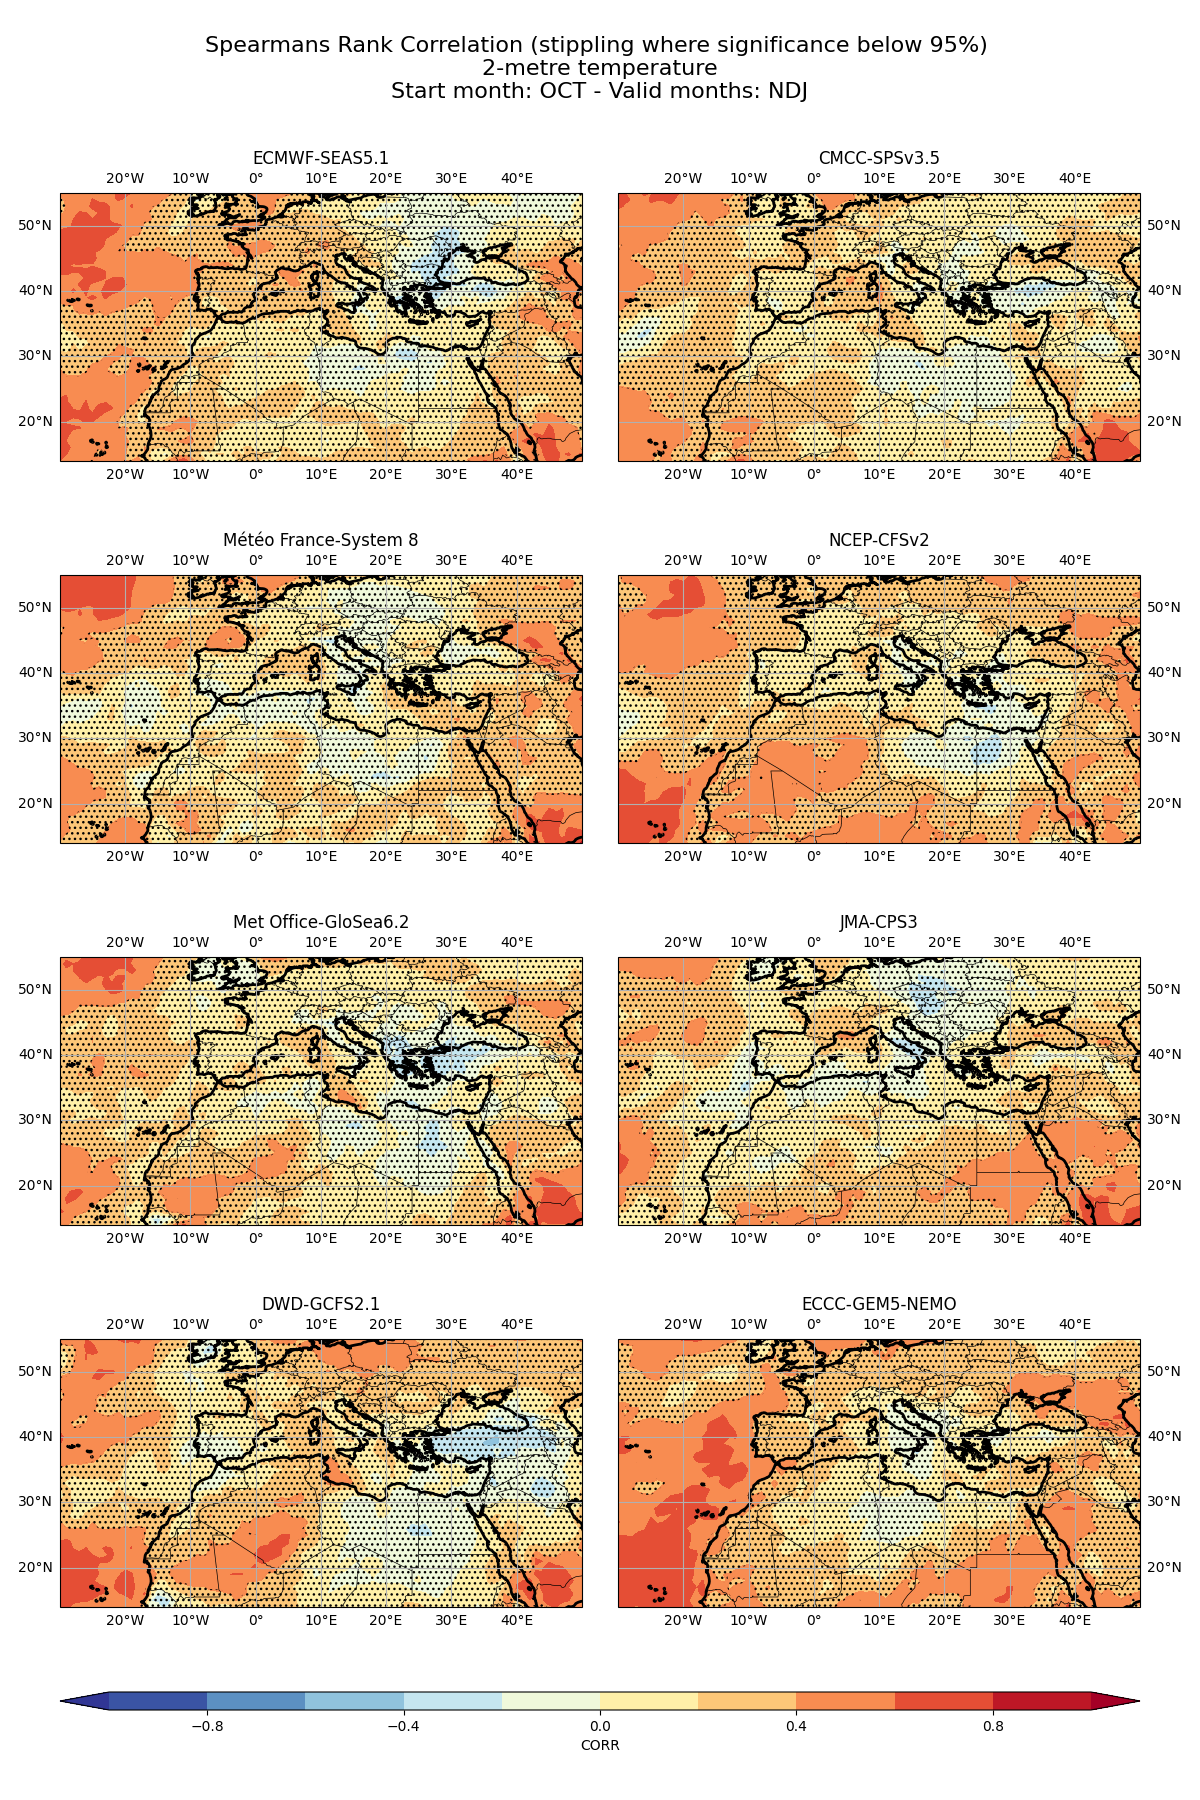 Spearmans Rank Correlation (stippling where significance below 95%)
2-metre temperature
Start month: OCT - Valid months: NDJ
ECMWF-SEAS5.1 CMCC-SPSv3.5
20°W 10°W 0° 10°E 20°E 30°E 40°E 20°W 10°W 0° 10°E 20°E 30°E 40°E
50°N 50°N
40°N 40°N
30°N 30°N
20°N 20°N
20°W 10°W 0° 10°E 20°E 30°E 40°E 20°W 10°W 0° 10°E 20°E 30°E 40°E
Météo France-System 8 NCEP-CFSv2
20°W 10°W 0° 10°E 20°E 30°E 40°E 20°W 10°W 0° 10°E 20°E 30°E 40°E
50°N 50°N
40°N 40°N
30°N 30°N
20°N 20°N
20°W 10°W 0° 10°E 20°E 30°E 40°E 20°W 10°W 0° 10°E 20°E 30°E 40°E
Met Office-GloSea6.2 JMA-CPS3
20°W 10°W 0° 10°E 20°E 30°E 40°E 20°W 10°W 0° 10°E 20°E 30°E 40°E
50°N 50°N
40°N 40°N
30°N 30°N
20°N 20°N
20°W 10°W 0° 10°E 20°E 30°E 40°E 20°W 10°W 0° 10°E 20°E 30°E 40°E
DWD-GCFS2.1 ECCC-GEM5-NEMO
20°W 10°W 0° 10°E 20°E 30°E 40°E 20°W 10°W 0° 10°E 20°E 30°E 40°E
50°N 50°N
40°N 40°N
30°N 30°N
20°N 20°N
20°W 10°W 0° 10°E 20°E 30°E 40°E 20°W 10°W 0° 10°E 20°E 30°E 40°E
−0.8 −0.4 0.0 0.4 0.8
CORR